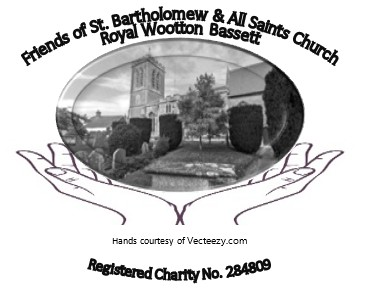 Friends of St. Bartholomew & All Saints Church
Royal Wootton Bassett
Hands courtesy of Vecteezy.com
Registered Charity No. 284809